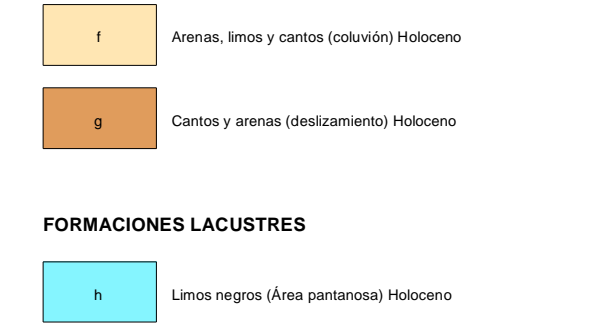 f Arenas, limos y cantos (coluvión) Holoceno
g Cantos y arenas (deslizamiento) Holoceno
FORMACIONES LACUSTRES
h Limos negros (Área pantanosa) Holoceno